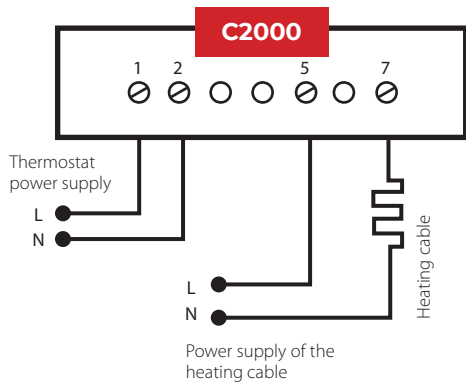 C2000
1 2 5 7
Thermostat
power supply
L
N
L
N
Heating cable
Power supply of the
heating cable